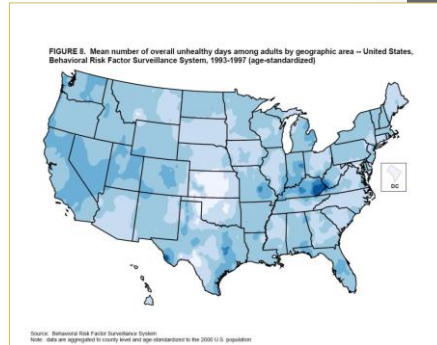 FIGURE 8. Mean number of overall unhealthy days among adults by geographic area -- United States,
Behavioral Risk Factor Surveillance System, 1993-1997 (age-standardized)
DC
Source: Behavioral Risk Factor Surveillance System
Note: data are aggregated to county level and age-standardized to the 2000 U.S. population